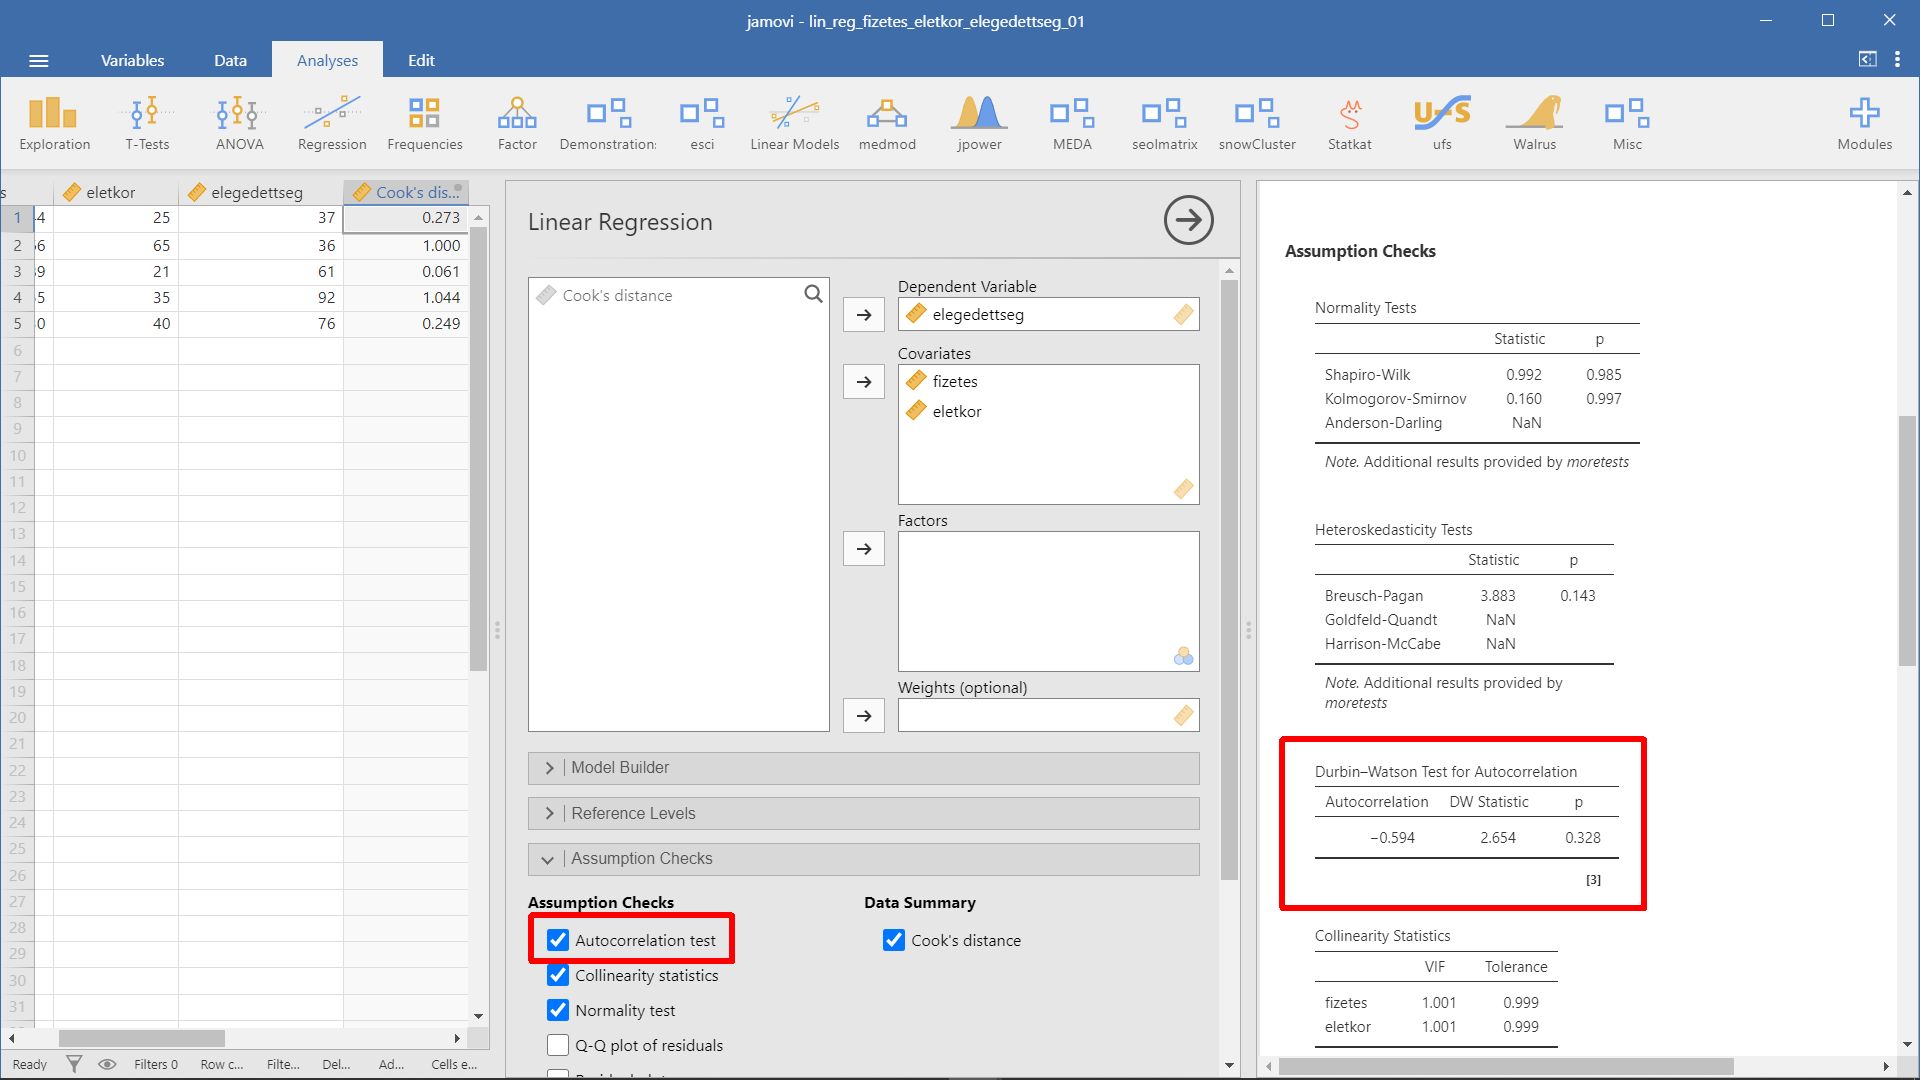 jamovi - lin_reg_fizetes_eletkor_elegedettseg_01
Variables Data Analyses Edit
Exploration T-Tests ANOVA Regression Frequencies Factor Demonstrations esci Linear Models medmod jpower MEDA seolmatrix snowCluster Statkat ufs Walrus Misc Modules
s eletkor elegedettseg Cook's dis...
1 25 37 0.273
2 65 36 1.000
3 21 61 0.061
4 35 92 1.044
5 40 76 0.249
6
7
8
9
10
11
12
13
14
15
16
17
18
19
20
21
22
23
24
25
26
27
28
29
30
31
Ready Filters 0 Row c... Filte... Del... Ad... Cells e...
Linear Regression
Cook's distance
Dependent Variable
elegedettseg
Covariates
fizetes
eletkor
Factors
Weights (optional)
Model Builder
Reference Levels
Assumption Checks
Assumption Checks
Autocorrelation test
Collinearity statistics
Normality test
Q-Q plot of residuals
Data Summary
Cook's distance
Assumption Checks
Normality Tests
Statistic p
Shapiro-Wilk 0.992 0.985
Kolmogorov-Smirnov 0.160 0.997
Anderson-Darling NaN
Note. Additional results provided by moretests
Heteroskedasticity Tests
Statistic p
Breusch-Pagan 3.883 0.143
Goldfeld-Quandt NaN
Harrison-McCabe NaN
Note. Additional results provided by
moretests
Durbin–Watson Test for Autocorrelation
Autocorrelation DW Statistic p
−0.594 2.654 0.328
[3]
Collinearity Statistics
VIF Tolerance
fizetes 1.001 0.999
eletkor 1.001 0.999